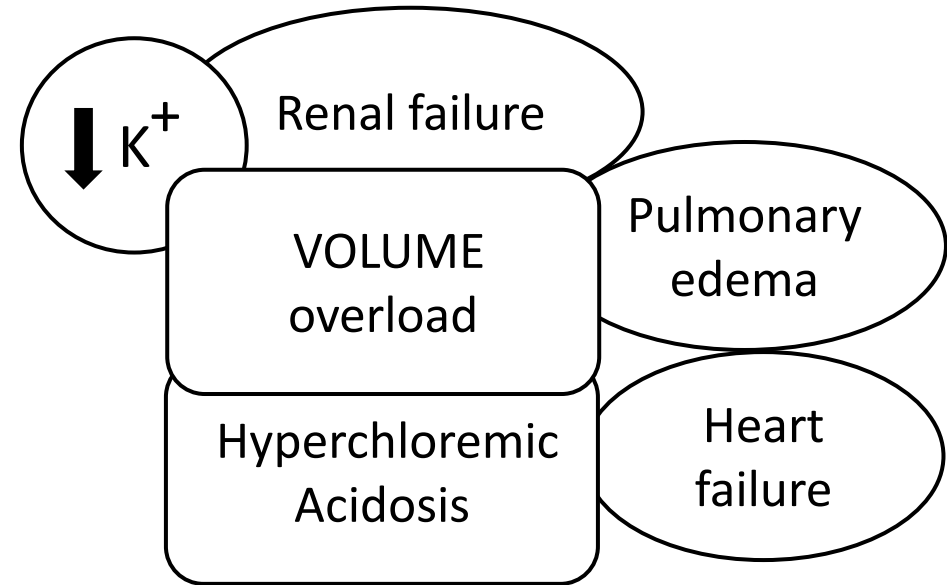 Renal failure
K+
VOLUME
overload
Pulmonary
edema
Hyperchloremic
Acidosis
Heart
failure